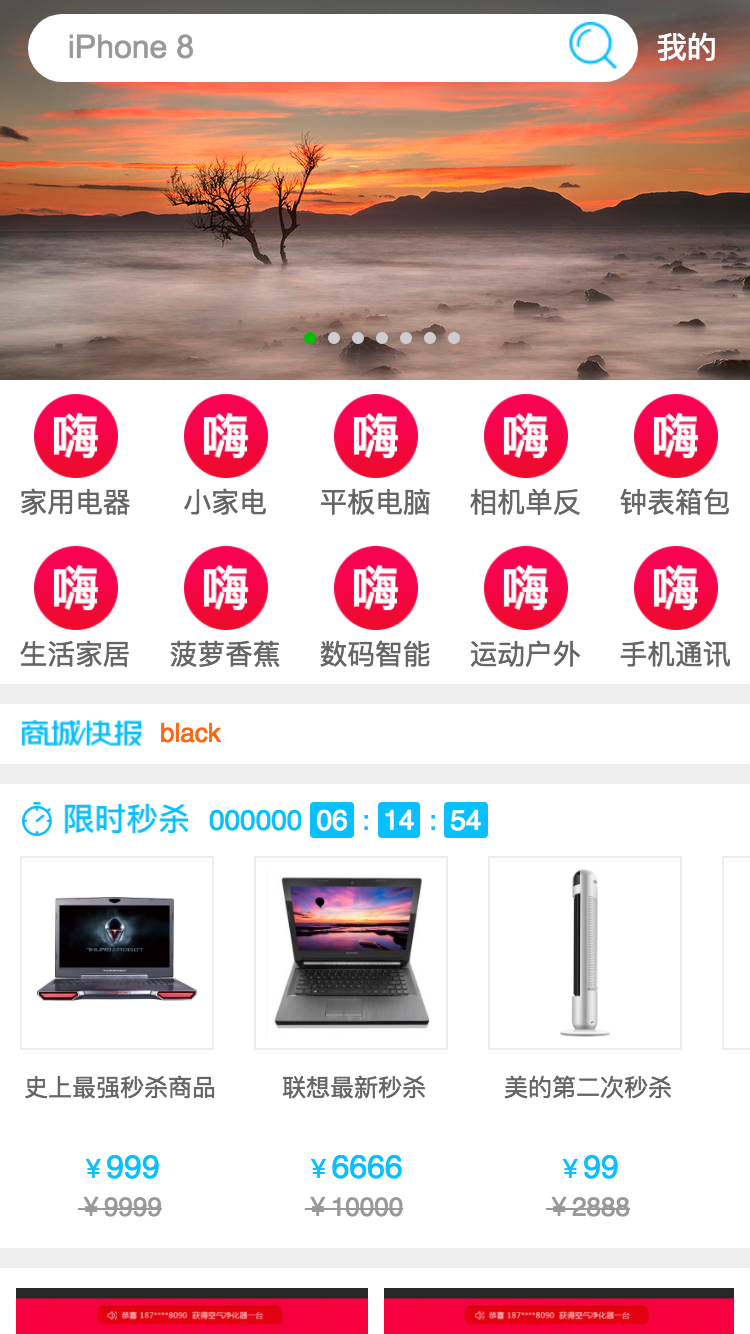 iPhone 8
我的
嗨 嗨 嗨 嗨 嗨
家用电器 小家电 平板电脑 相机单反 钟表箱包
嗨 嗨 嗨 嗨 嗨
生活家居 菠萝香蕉 数码智能 运动户外 手机通讯
商城快报 black
限时秒杀 000000 06 : 14 : 54
THUNDEROBOT
史上最强秒杀商品 联想最新秒杀 美的第二次秒杀
¥999 ¥6666 ¥99
¥9999 ¥10000 ¥2888
恭喜 187****8090 获得空气净化器一台 恭喜 187****8090 获得空气净化器一台